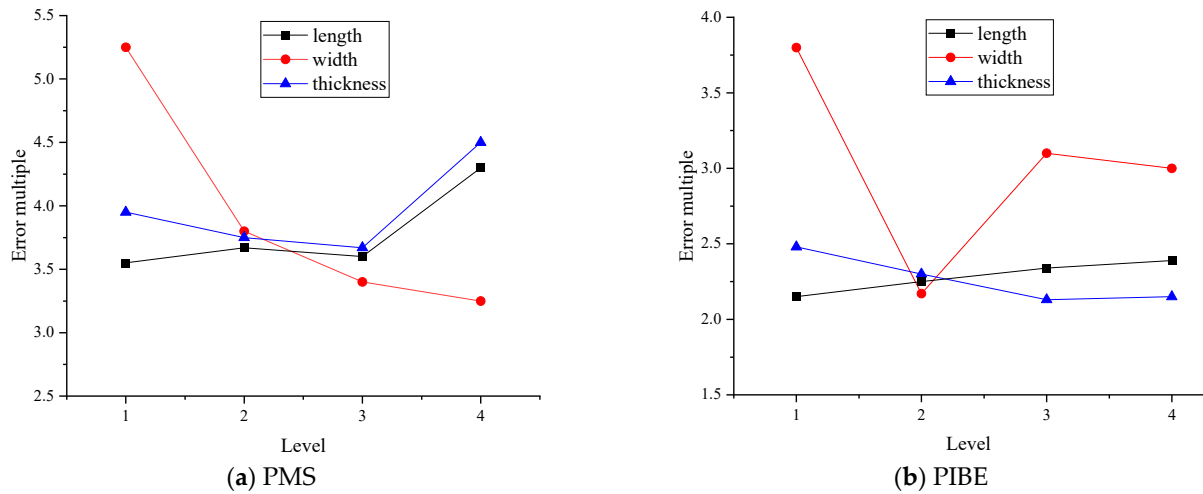 5.5
5.0
4.5
4.0
3.5
3.0
2.5
Error multiple
length
width
thickness
1 2 3 4
Level
(a) PMS
4.0
3.5
3.0
2.5
2.0
1.5
Error multiple
length
width
thickness
1 2 3 4
Level
(b) PIBE